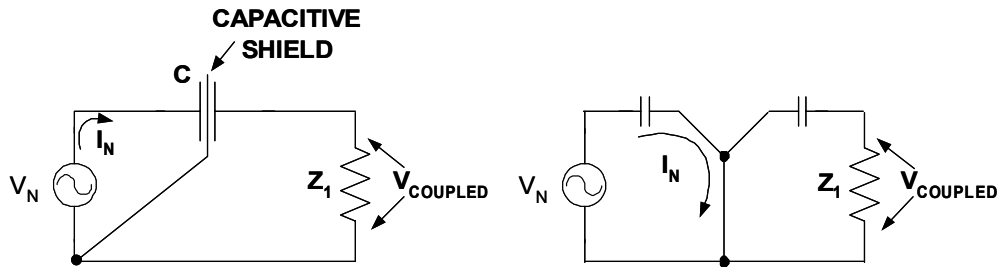 CAPACITIVE
SHIELD
C
I_N
V_N
Z_1
V_COUPLED
I_N
V_N
Z_1
V_COUPLED